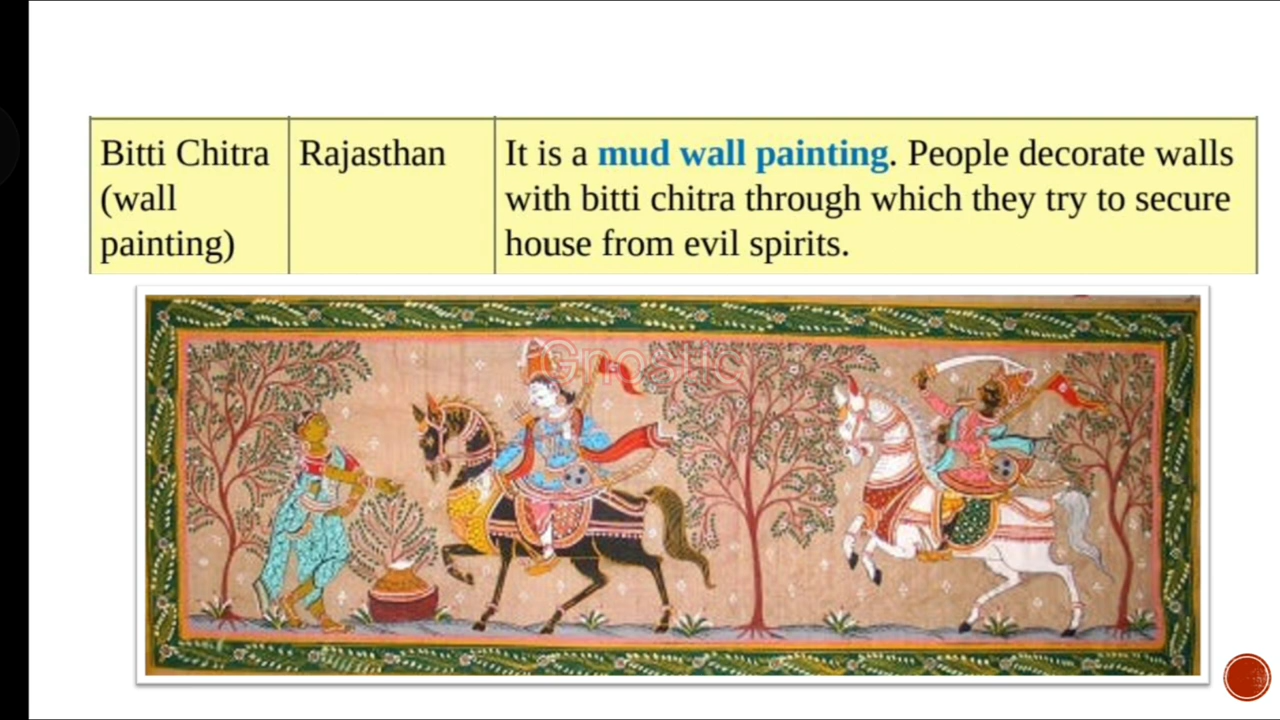 Bitti Chitra
(wall
painting)
Rajasthan
It is a mud wall painting. People decorate walls
with bitti chitra through which they try to secure
house from evil spirits.
Gnostic